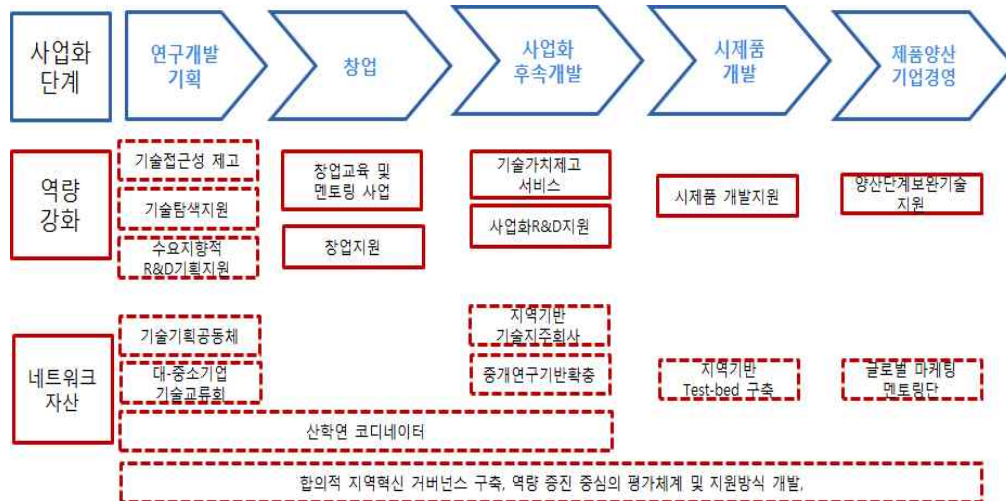 사업화
단계
연구개발
기획
창업
사업화
후속개발
시제품
개발
제품양산
기업경영
역량
강화
기술접근성 제고
기술탐색지원
수요지향적
R&D기획지원
창업교육 및
멘토링 사업
창업지원
기술가치제고
서비스
사업화R&D지원
시제품 개발지원
양산단계보완기술
지원
네트워크
자산
기술기획공동체
대-중소기업
기술교류회
지역기반
기술지주회사
중개연구기반확충
지역기반
Test-bed 구축
글로벌 마케팅
멘토링단
산학연 코디네이터
합의적 지역혁신 거버넌스 구축, 역량 증진 중심의 평가체계 및 지원방식 개발,